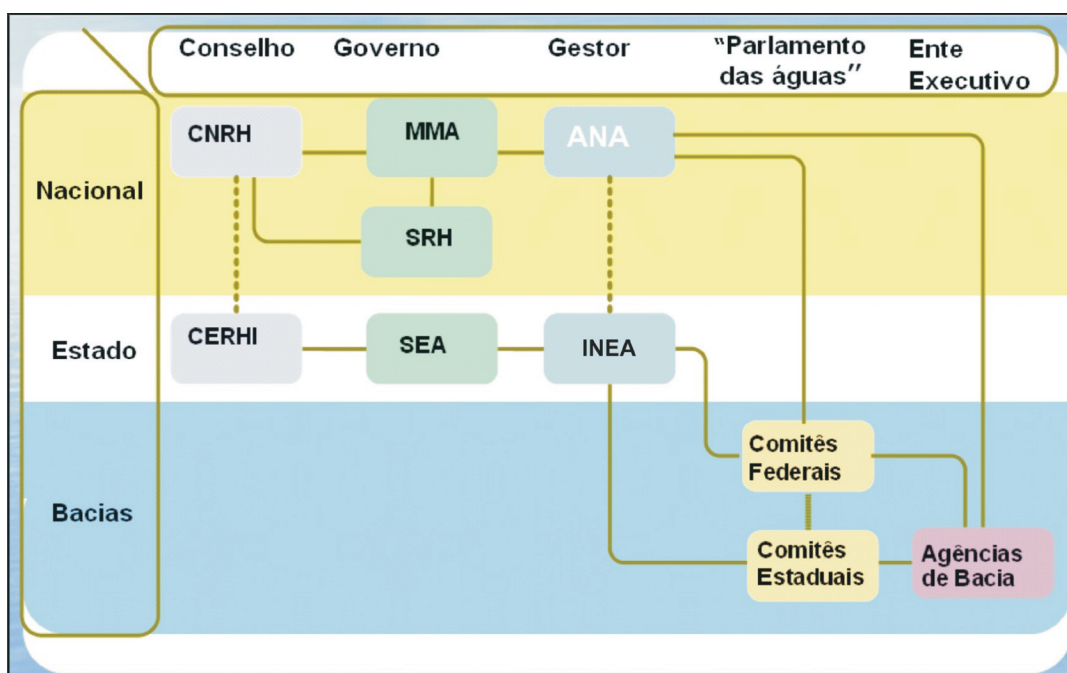 Conselho
Governo
Gestor
"Parlamento
das águas"
Ente
Executivo
Nacional
CNRH
MMA
ANA
SRH
Estado
CERHI
SEA
INEA
Bacias
Comitês
Federais
Comitês
Estaduais
Agências
de Bacia